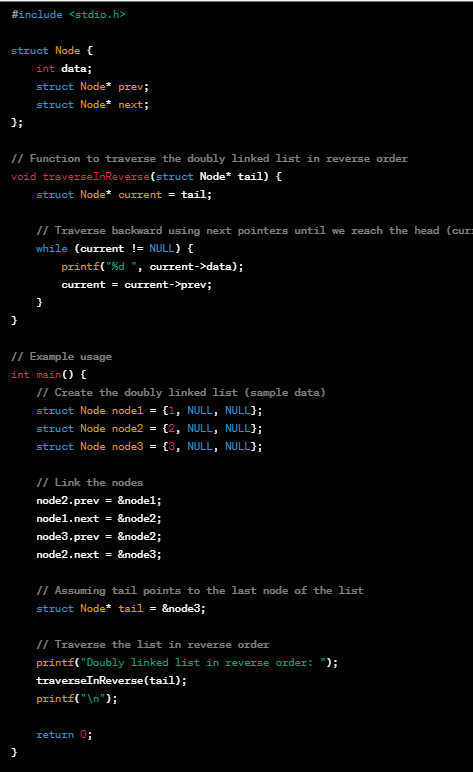 #include <stdio.h>

struct Node {
    int data;
    struct Node* prev;
    struct Node* next;
};

// Function to traverse the doubly linked list in reverse order
void traverseInReverse(struct Node* tail) {
    struct Node* current = tail;

    // Traverse backward using next pointers until we reach the head
    while (current != NULL) {
        printf("%d ", current->data);
        current = current->prev;
    }
}

// Example usage
int main() {
    // Create the doubly linked list (sample data)
    struct Node node1 = {1, NULL, NULL};
    struct Node node2 = {2, NULL, NULL};
    struct Node node3 = {3, NULL, NULL};

    // Link the nodes
    node2.prev = &node1;
    node1.next = &node2;
    node3.prev = &node2;
    node2.next = &node3;

    // Assuming tail points to the last node of the list
    struct Node* tail = &node3;

    // Traverse the list in reverse order
    printf("Doubly linked list in reverse order: ");
    traverseInReverse(tail);
    printf("\n");

    return 0;
}